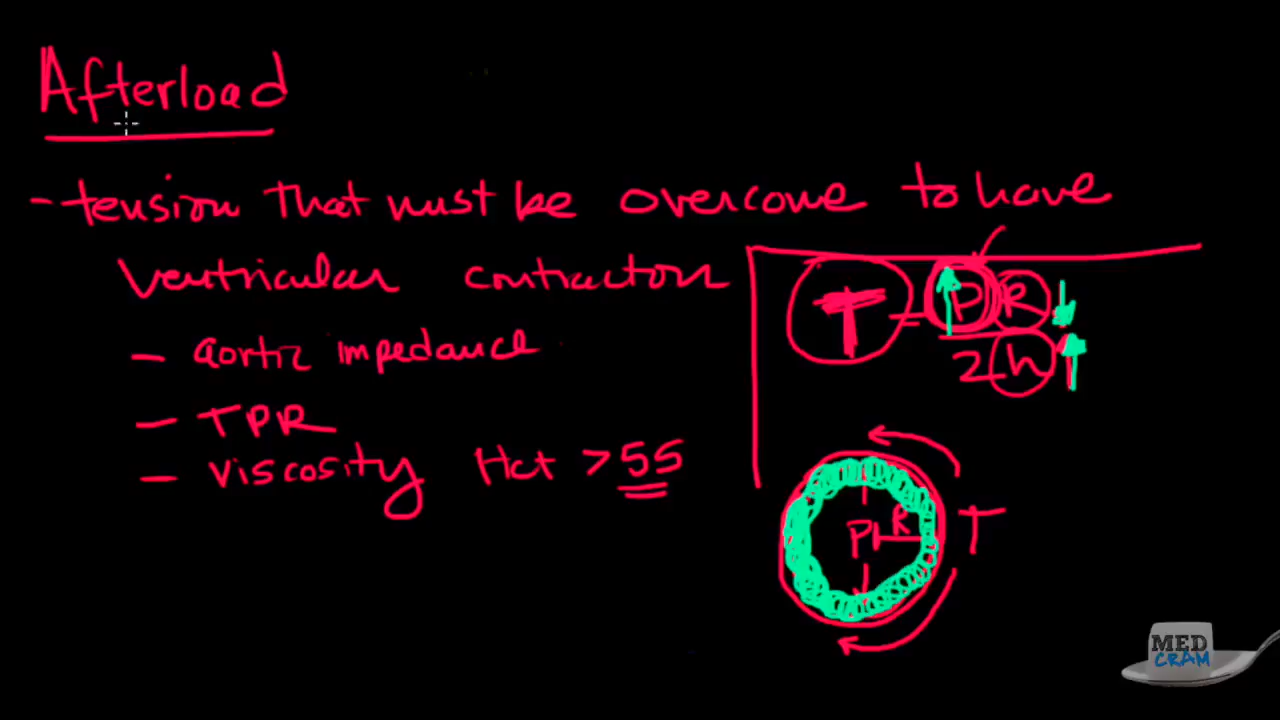 Afterload
- tension that must be overcome to have
ventricular contraction
- aortic impedance
- TPR
- Viscosity Hct > 55
T = PR
2h
P R
T
MED
CRAM